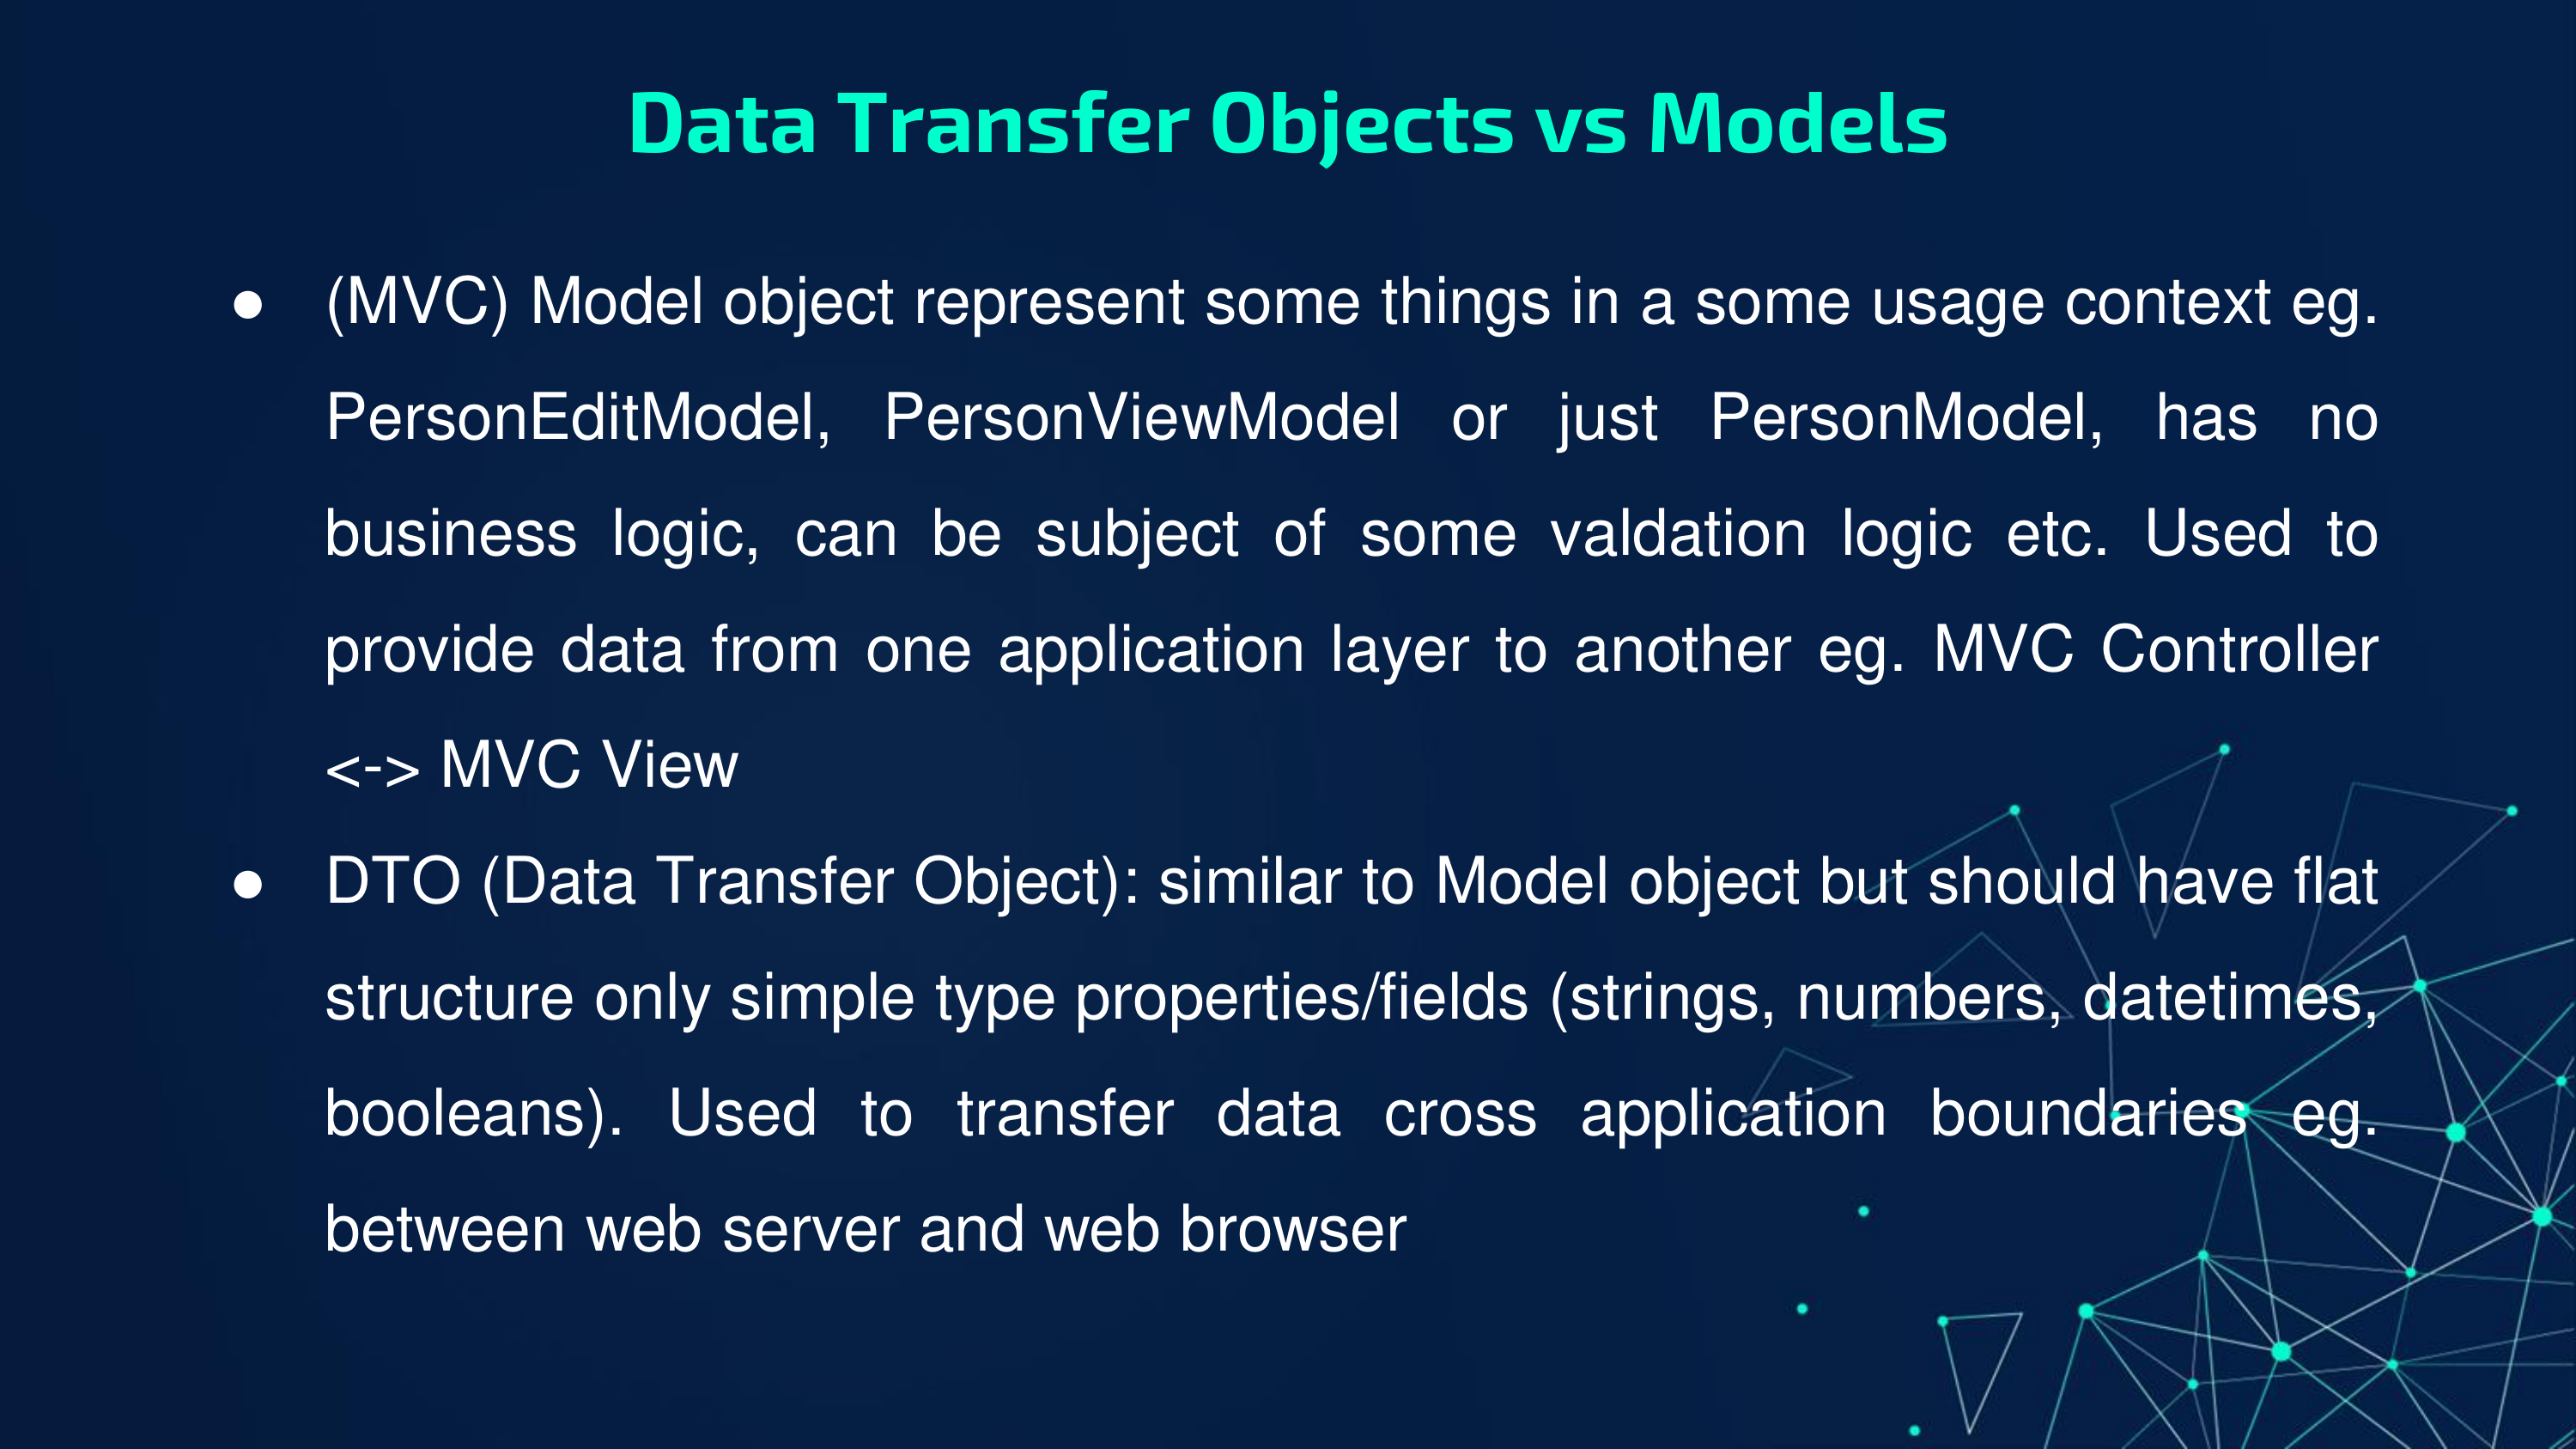 Data Transfer Objects vs Models
● (MVC) Model object represent some things in a some usage context eg.
PersonEditModel, PersonViewModel or just PersonModel, has no
business logic, can be subject of some valdation logic etc. Used to
provide data from one application layer to another eg. MVC Controller
<-> MVC View
● DTO (Data Transfer Object): similar to Model object but should have flat
structure only simple type properties/fields (strings, numbers, datetimes,
booleans). Used to transfer data cross application boundaries eg.
between web server and web browser